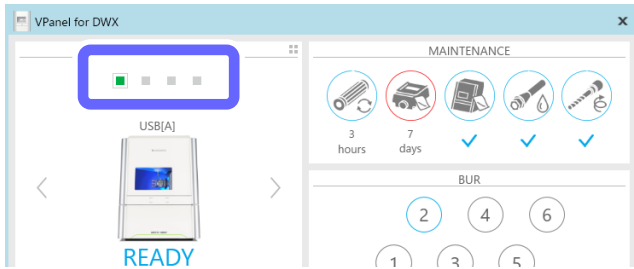 VPanel for DWX
x
MAINTENANCE
USB[A]
3 hours
7 days
READY
BUR
2 4 6
1 3 5